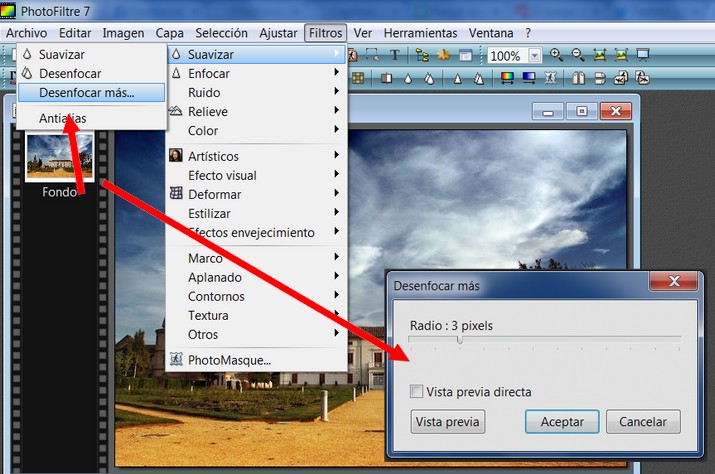 PhotoFiltre 7
Archivo Editar Imagen Capa Selección Ajustar Filtros Ver Herramientas Ventana ?
T 100%
Suavizar
Desenfocar
Desenfocar más...
Antialias
Suavizar
Enfocar
Ruido
Relieve
Color
Artísticos
Efecto visual
Deformar
Estilizar
Efectos envejecimiento
Marco
Aplanado
Contornos
Textura
Otros
PhotoMasque...
Fondo
Desenfocar más
Radio : 3 pixels
Vista previa directa
Vista previa Aceptar Cancelar